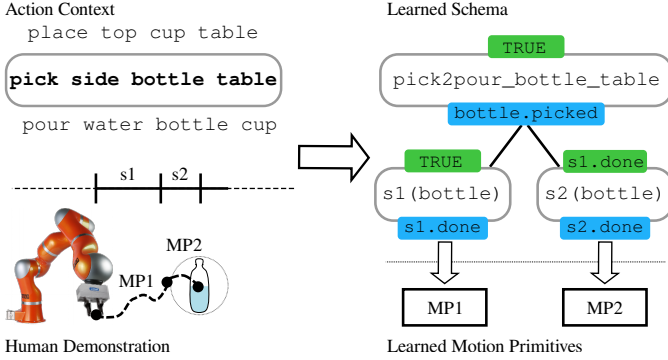 Action Context
place top cup table
pick side bottle table
pour water bottle cup
s1 s2
MP1
MP2
Human Demonstration
Learned Schema
TRUE
pick2pour_bottle_table
bottle.picked
TRUE s1.done
s1(bottle) s2(bottle)
s1.done s2.done
MP1 MP2
Learned Motion Primitives